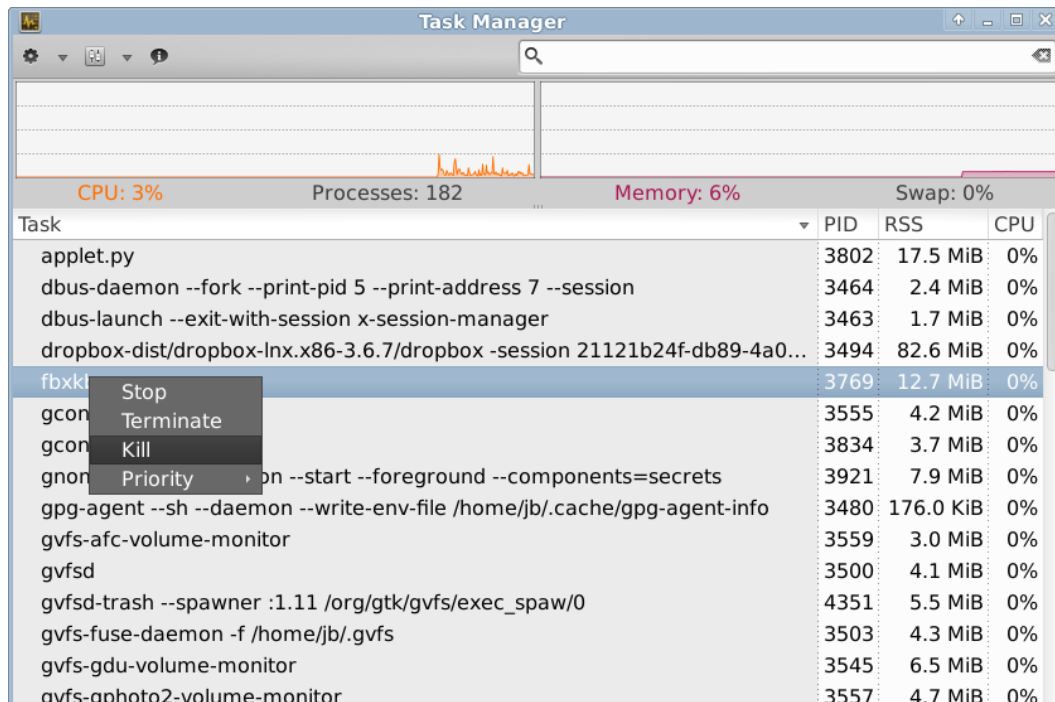 Task Manager
CPU: 3% Processes: 182 Memory: 6% Swap: 0%
Task PID RSS CPU
applet.py 3802 17.5 MiB 0%
dbus-daemon --fork --print-pid 5 --print-address 7 --session 3464 2.4 MiB 0%
dbus-launch --exit-with-session x-session-manager 3463 1.7 MiB 0%
dropbox-dist/dropbox-lnx.x86-3.6.7/dropbox -session 21121b24f-db89-4a0... 3494 82.6 MiB 0%
3769 12.7 MiB 0%
Stop
gcon 3555 4.2 MiB 0%
Terminate
gcon 3834 3.7 MiB 0%
Kill
--start --foreground --components=secrets 3921 7.9 MiB 0%
Priority
gpg-agent --sh --daemon --write-env-file /home/jb/.cache/gpg-agent-info 3480 176.0 KiB 0%
gvfs-afc-volume-monitor 3559 3.0 MiB 0%
gvfsd 3500 4.1 MiB 0%
gvfsd-trash --spawner :1.11 /org/gtk/gvfs/exec_spaw/0 4351 5.5 MiB 0%
gvfs-fuse-daemon -f /home/jb/.gvfs 3503 4.3 MiB 0%
gvfs-gdu-volume-monitor 3545 6.5 MiB 0%
gvfs-gphoto2-volume-monitor 3557 4.7 MiB 0%